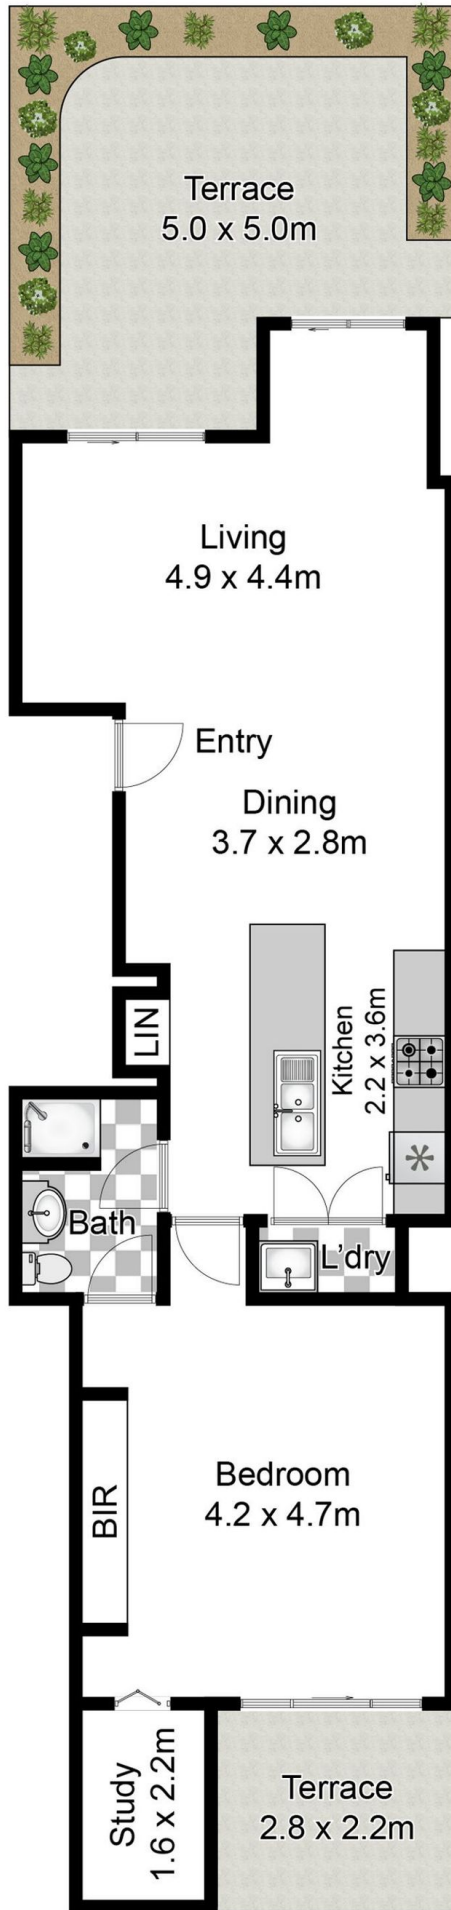 Terrace
5.0 x 5.0m
Living
4.9 x 4.4m
Entry
Dining
3.7 x 2.8m
LIN
Kitchen
2.2 x 3.6m
Bath
L'dry
Bedroom
4.2 x 4.7m
BIR
Study
1.6 x 2.2m
Terrace
2.8 x 2.2m